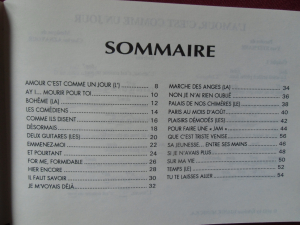 SOMMAIRE
AMOUR C'EST COMME UN JOUR (L') 8
AY !... MOURIR POUR TOI 10
BOHÊME (LA) 12
LES COMÉDIENS 14
COMME ILS DISENT 16
DÉSORMAIS 18
DEUX GUITARES (LES) 20
EMMENEZ-MOI 22
ET POURTANT 24
FOR ME, FORMIDABLE 26
HIER ENCORE 28
IL FAUT SAVOIR 30
JE M'VOYAIS DÉJÀ 32
MARCHE DES ANGES (LA) 34
NON JE N'AI RIEN OUBLIÉ 36
PALAIS DE NOS CHIMÈRES (LE) 38
PARIS AU MOIS D'AOÛT 40
PLAISIRS DÉMODÉS (LES) 42
POUR FAIRE UNE « JAM » 44
QUE C'EST TRISTE VENISE 44
SA JEUNESSE... ENTRE SES MAINS 46
SI JE N'AVAIS PLUS 48
SUR MA VIE 50
TEMPS (LE) 52
TU TE LAISSES ALLER 54